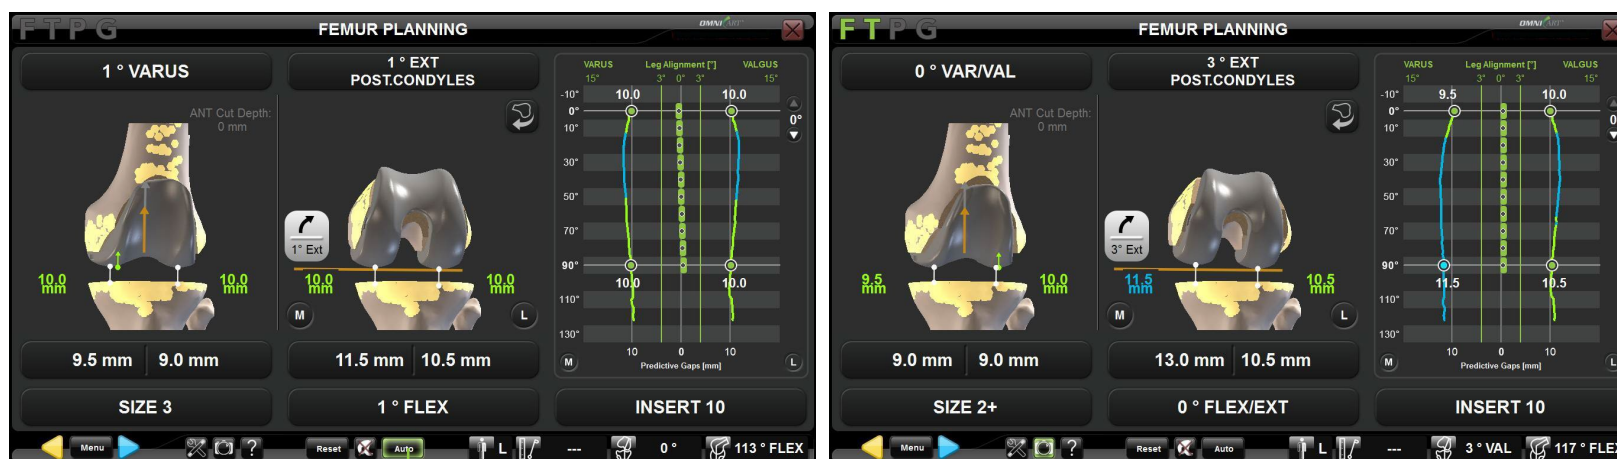 FTPG
FEMUR PLANNING
OMNIBOT
1 ° VARUS
1 ° EXT
POST.CONDYLES
VARUS Leg Alignment [°] VALGUS
15° 3° 0° 3° 15°
ANT Cut Depth:
0 mm
-10°
0°
10°
30°
50°
70°
90°
110°
130°
10.0 10.0
0°
10.0 10.0
1° Ext
10.0
mm
10.0
mm
10.0
mm
10.0
mm
M L
10 0 10
M Predictive Gaps [mm] L
9.5 mm 9.0 mm
11.5 mm 10.5 mm
SIZE 3
1 ° FLEX
INSERT 10
Menu ? Reset Auto L --- 0 ° 113 ° FLEX
FTPG
FEMUR PLANNING
0 ° VAR/VAL
3 ° EXT
POST.CONDYLES
VARUS Leg Alignment [°] VALGUS
15° 3° 0° 3° 15°
ANT Cut Depth:
0 mm
-10°
0°
10°
30°
50°
70°
90°
110°
130°
9.5 10.0
11.5 10.5
3° Ext
9.5
mm
10.0
mm
11.5
mm
10.5
mm
M L
10 0 10
M Predictive Gaps [mm]
9.0 mm 9.0 mm
13.0 mm 10.5 mm
SIZE 2+
0 ° FLEX/EXT
INSERT 10
Menu ? Reset Auto L --- 3 ° VAL 117 ° FLEX